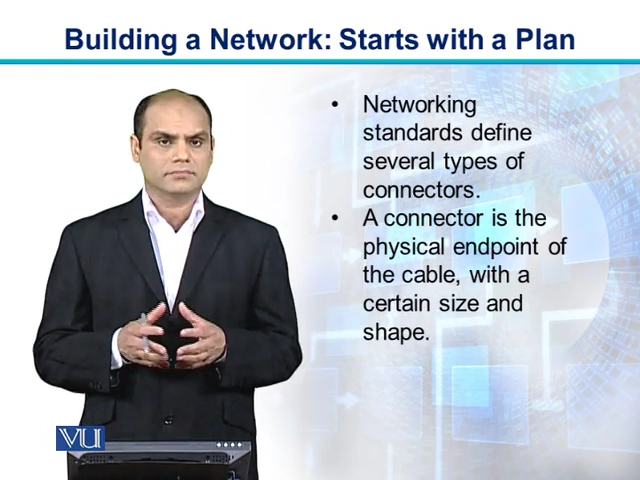 Building a Network: Starts with a Plan
• Networking
standards define
several types of
connectors.
• A connector is the
physical endpoint of
the cable, with a
certain size and
shape.
VU